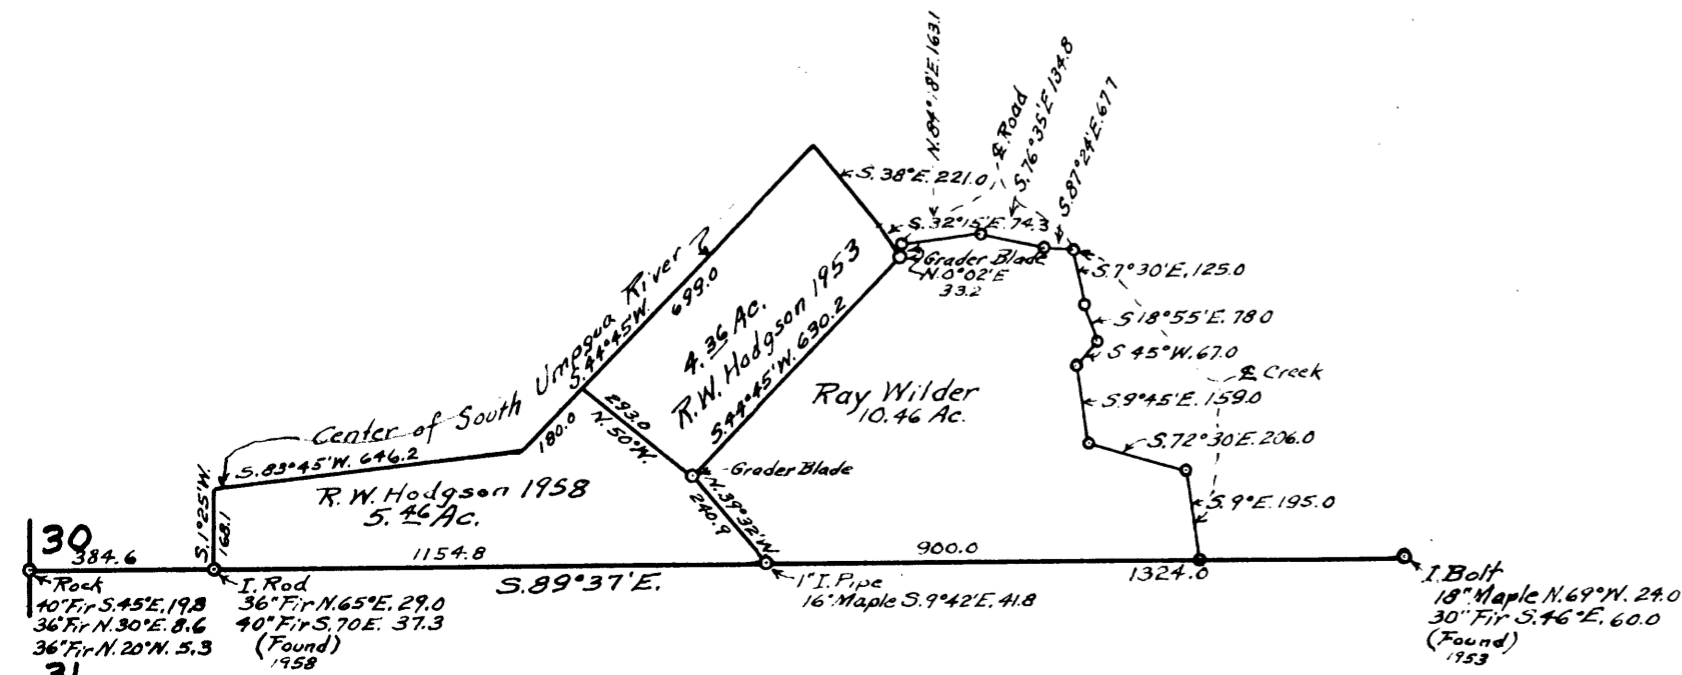 N.84°18'E.163.1
₵ Road
S.76°35'E 134.8
S.87°24'E.67.7
S.38°E.221.0
S.32°15'E.74.3
Grader Blade
N.0°02'E
33.2
S.7°30'E.125.0
S 18°55'E.78.0
S 45°W.67.0
₵ Creek
S.9°45'E.159.0
S.72°30'E.206.0
S.9°E.195.0
Center of South Umpqua River
S.44°45'W.
699.0
180.0
4.36 Ac.
R.W. Hodgson 1953
S.44°45'W. 630.2
Ray Wilder
10.46 Ac.
293.0
N.50°W.
Grader Blade
N.39°32'W
240.9
S.83°45'W. 646.2
R.W. Hodgson 1958
5.46 Ac.
S.1°25'W.
168.1
30
384.6
1154.8
900.0
S.89°37'E.
1324.0
Rock
40"Fir S.45°E.19.8
36"Fir N.30°E.8.6
36"Fir N.20°W.5.3
31
I. Rod
36"Fir N.65°E. 29.0
40"Fir S.70E. 37.3
(Found)
1958
1"I.Pipe
16"Maple S.9°42'E. 41.8
I.Bolt
18"Maple N.69°W. 24.0
30"Fir S.46°E. 60.0
(Found)
1953